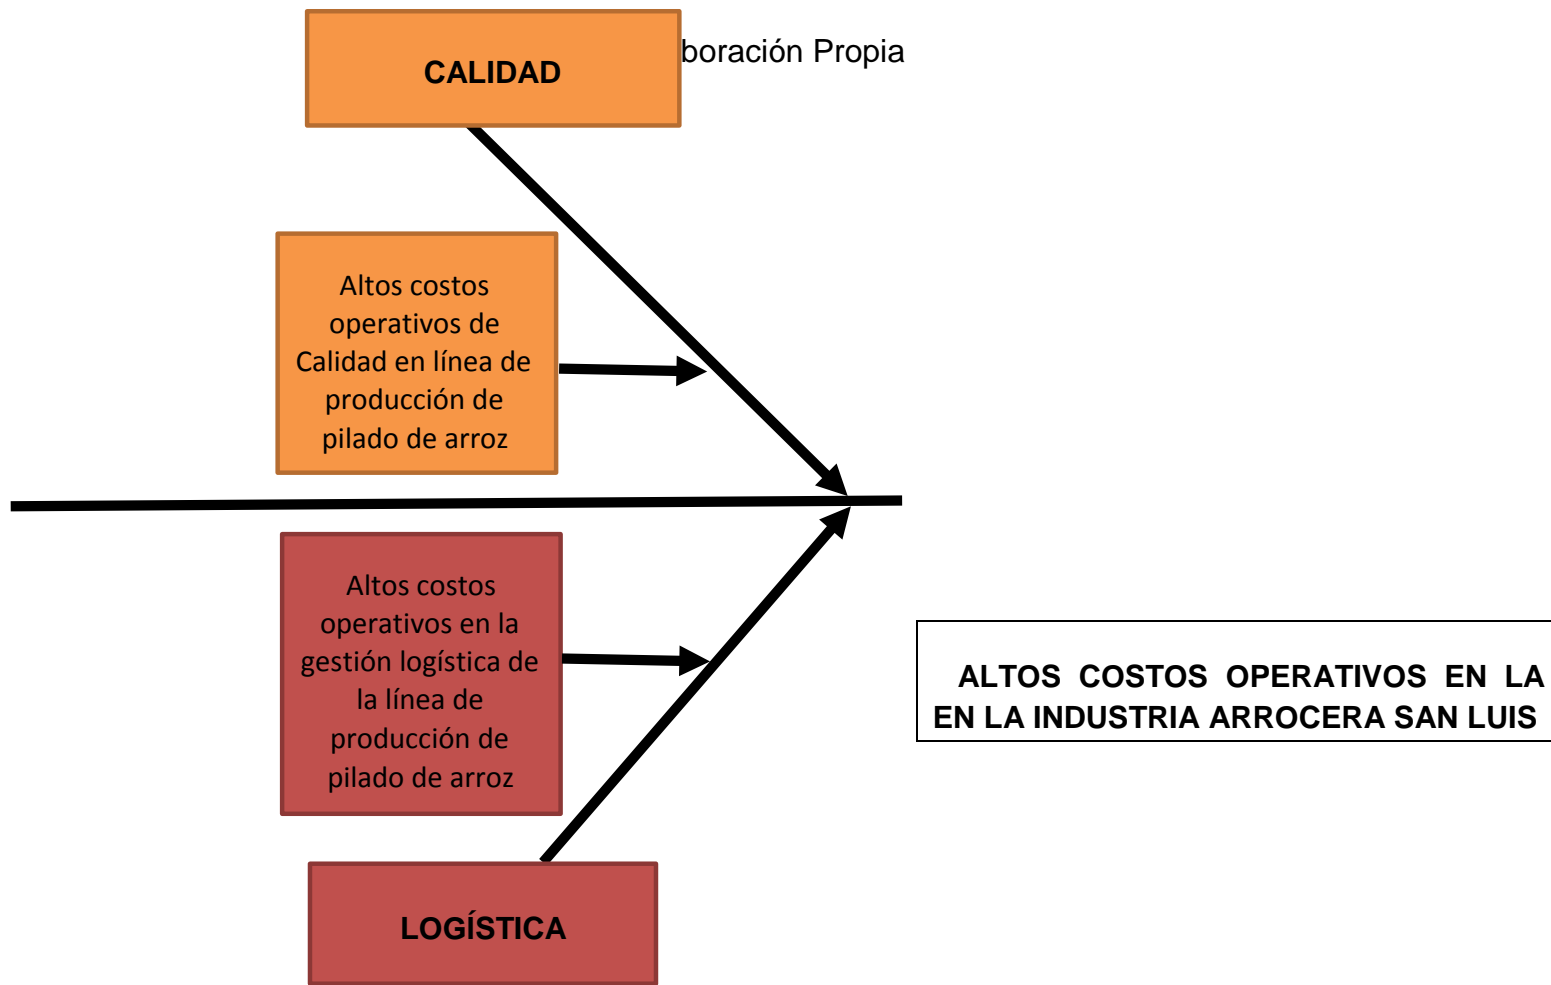 boración Propia
CALIDAD
Altos costos
operativos de
Calidad en línea de
producción de
pilado de arroz
Altos costos
operativos en la
gestión logística de
la línea de
producción de
pilado de arroz
ALTOS COSTOS OPERATIVOS EN LA
EN LA INDUSTRIA ARROCERA SAN LUIS
LOGÍSTICA